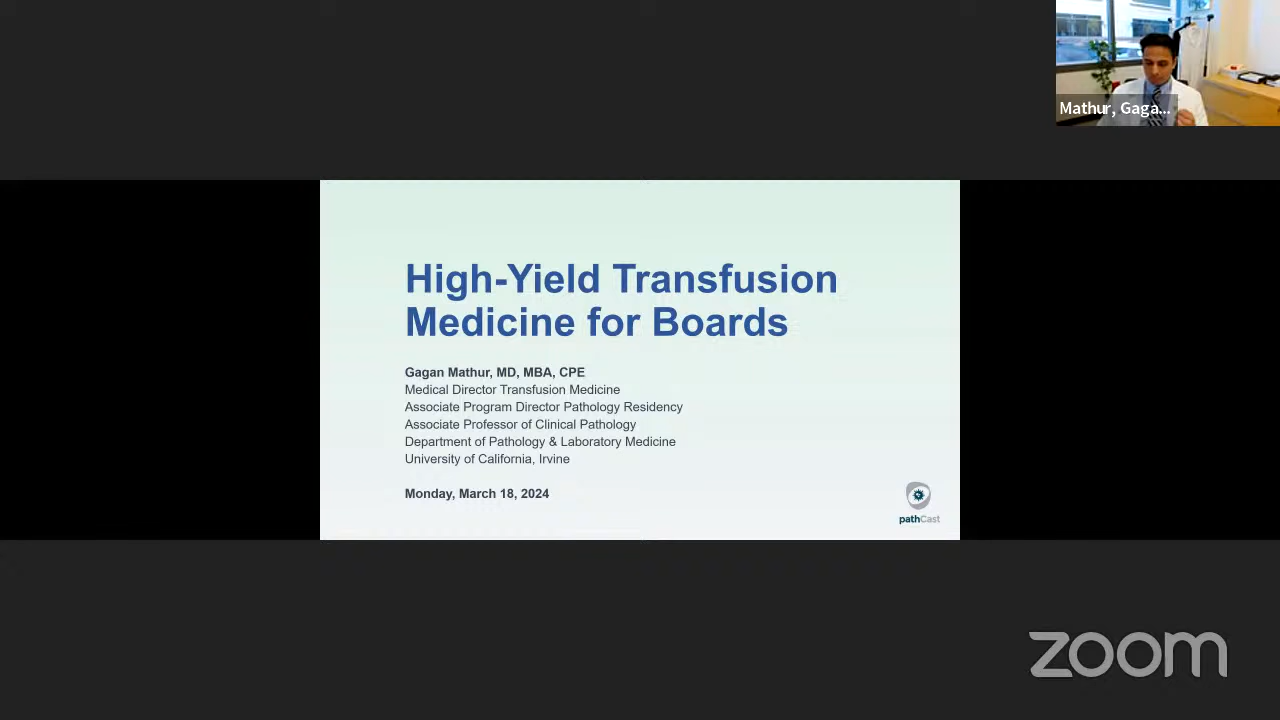 Mathur, Gaga...
High-Yield Transfusion
Medicine for Boards
Gagan Mathur, MD, MBA, CPE
Medical Director Transfusion Medicine
Associate Program Director Pathology Residency
Associate Professor of Clinical Pathology
Department of Pathology & Laboratory Medicine
University of California, Irvine
Monday, March 18, 2024
pathCast
zoom